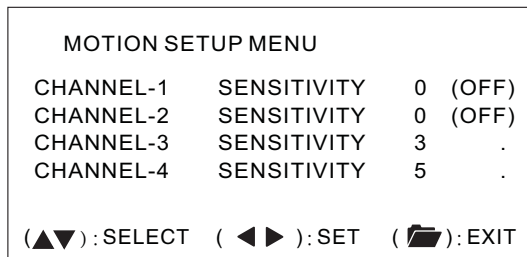 MOTION SETUP MENU
CHANNEL-1 SENSITIVITY 0 (OFF)
CHANNEL-2 SENSITIVITY 0 (OFF)
CHANNEL-3 SENSITIVITY 3 .
CHANNEL-4 SENSITIVITY 5 .
(▲▼) : SELECT ( ◀ ▶ ) : SET ( ) : EXIT